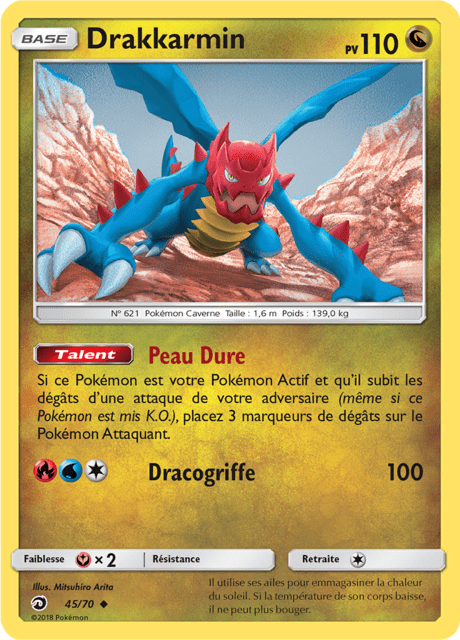 BASE Drakkarmin PV 110
N° 621 Pokémon Caverne Taille : 1,6 m Poids : 139,0 kg
Talent Peau Dure
Si ce Pokémon est votre Pokémon Actif et qu'il subit les
dégâts d'une attaque de votre adversaire (même si ce
Pokémon est mis K.O.), placez 3 marqueurs de dégâts sur le
Pokémon Attaquant.
Dracogriffe 100
Faiblesse × 2 Résistance Retraite
Illus. Mitsuhiro Arita
45/70
©2018 Pokémon
Il utilise ses ailes pour emmagasiner la chaleur
du soleil. Si la température de son corps baisse,
il ne peut plus bouger.